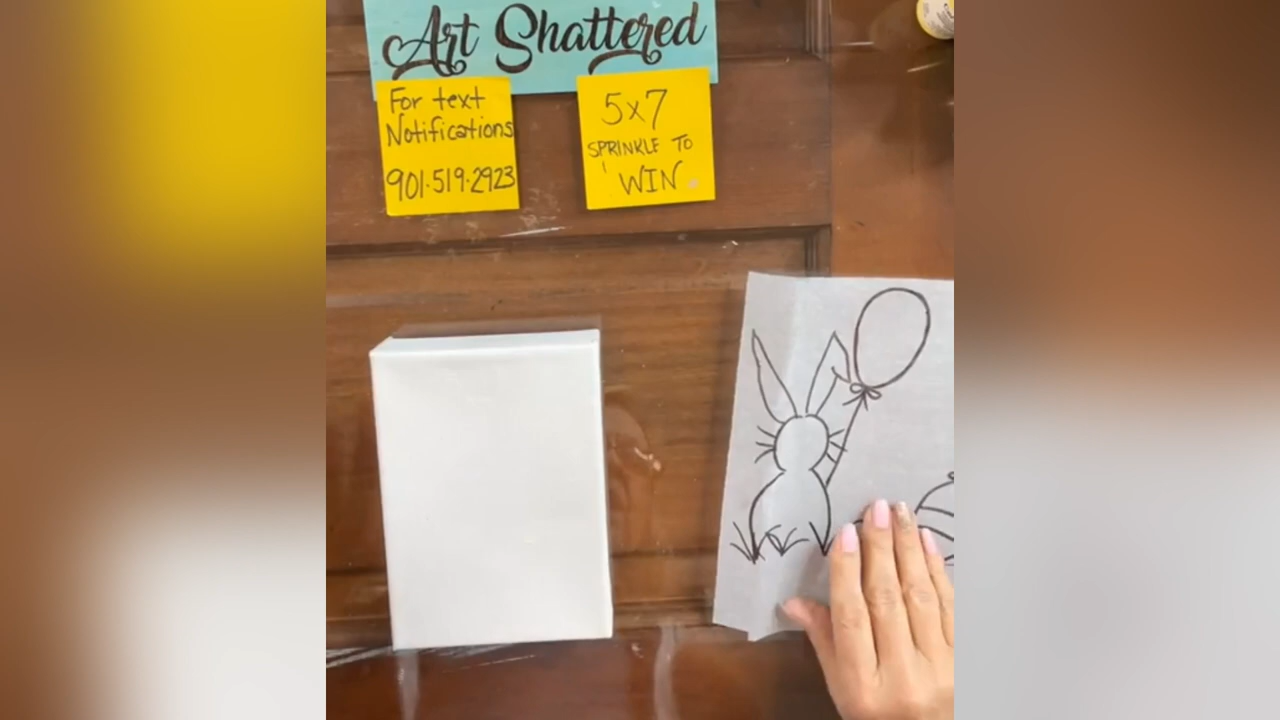 Art Shattered
For text
Notifications
901.519.2923
5x7
SPRINKLE TO
WIN